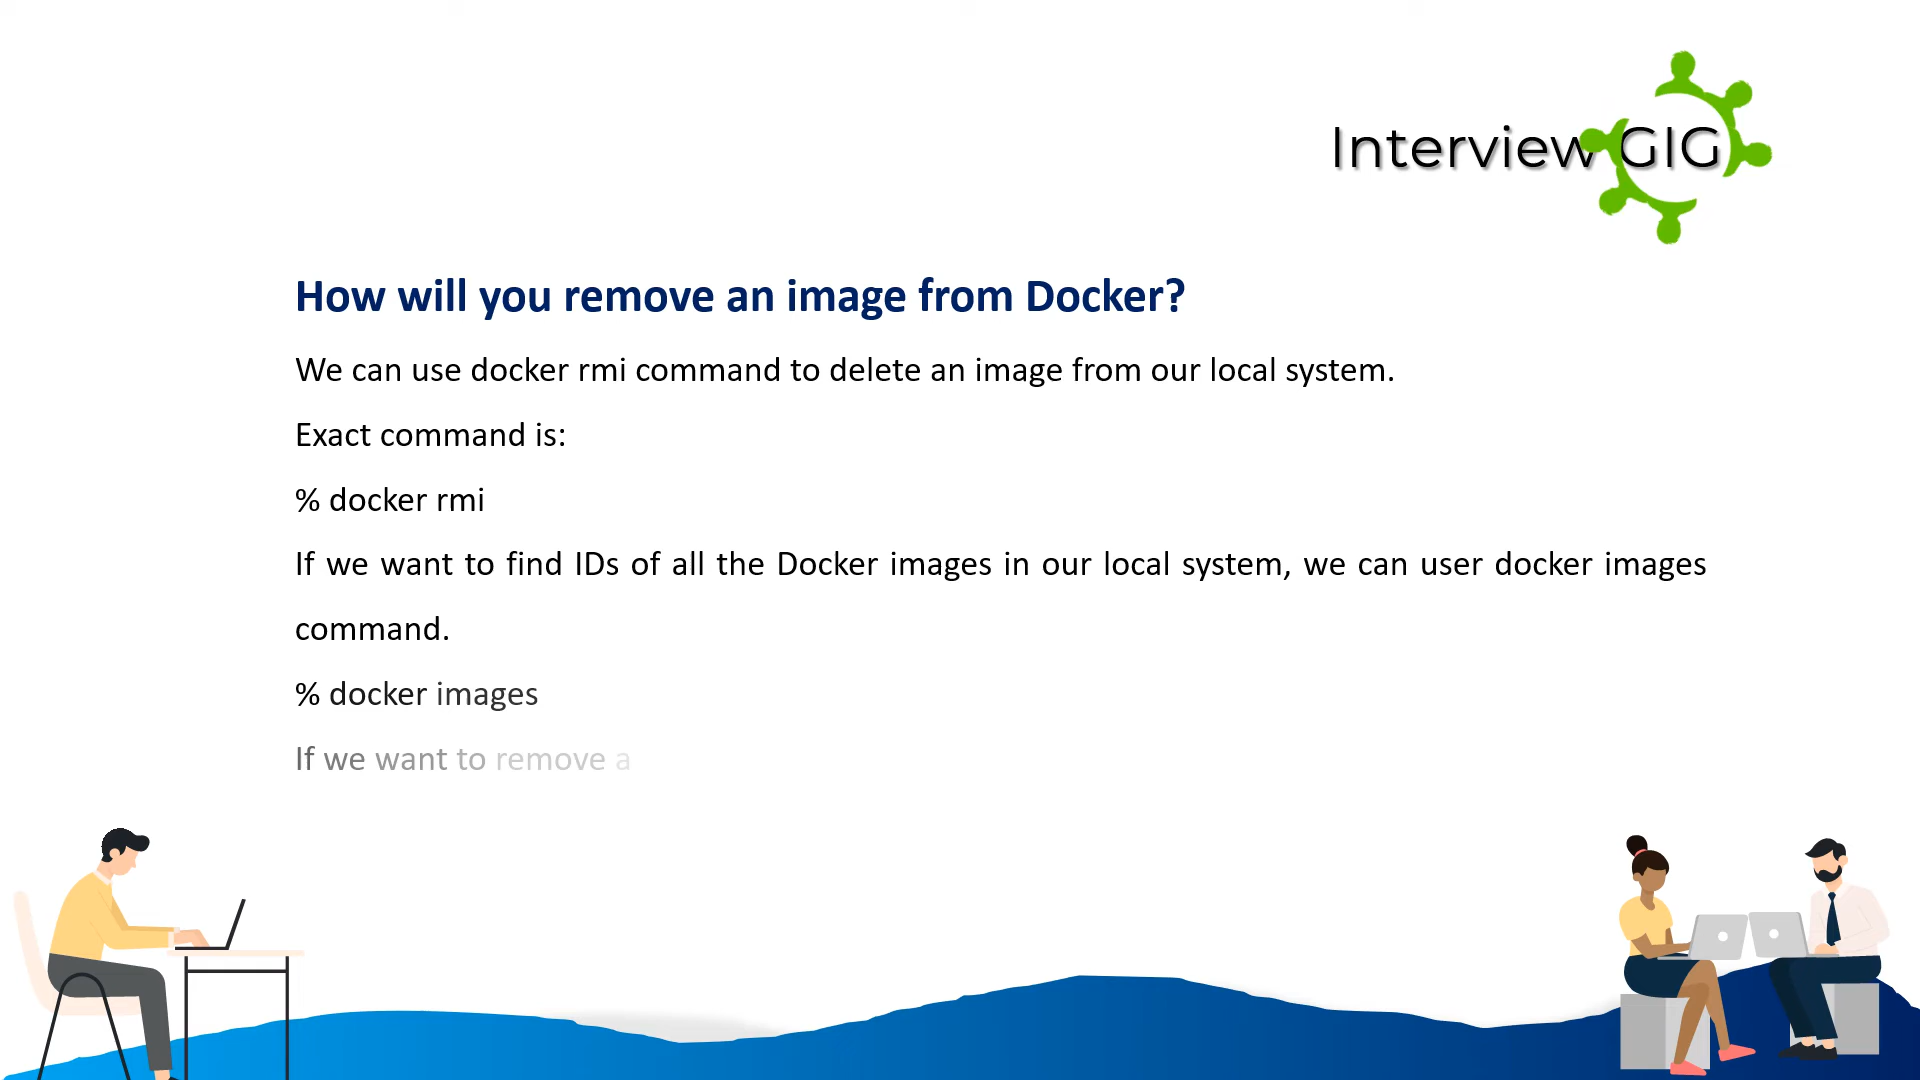 Interview GIG
How will you remove an image from Docker?
We can use docker rmi command to delete an image from our local system.
Exact command is:
% docker rmi
If we want to find IDs of all the Docker images in our local system, we can user docker images
command.
% docker images
If we want to remove a